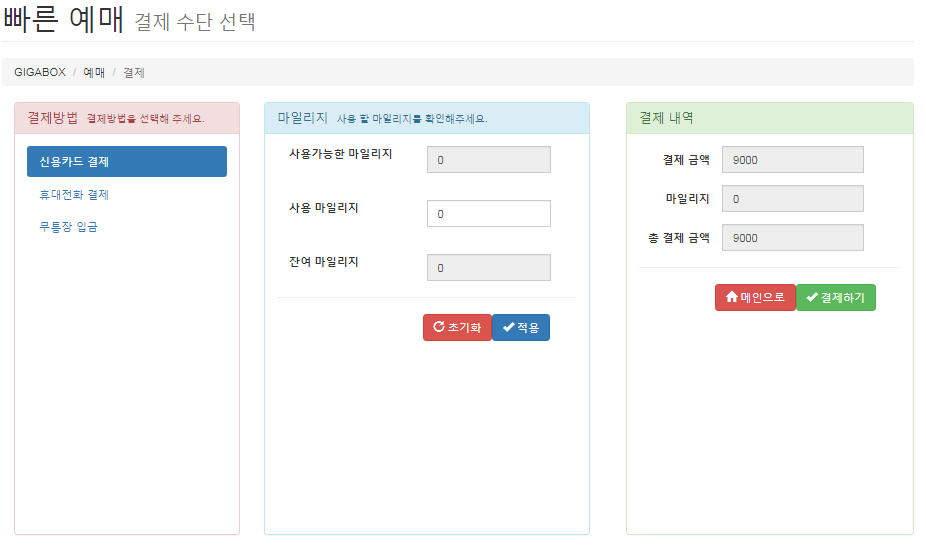 빠른 예매 결제 수단 선택
GIGABOX / 예매 / 결제
결제방법 결제방법을 선택해 주세요.
신용카드 결제
휴대전화 결제
무통장 입금
마일리지 사용 할 마일리지를 확인해주세요.
사용가능한 마일리지 0
사용 마일리지 0
잔여 마일리지 0
초기화 적용
결제 내역
결제 금액 9000
마일리지 0
총 결제 금액 9000
메인으로 결제하기